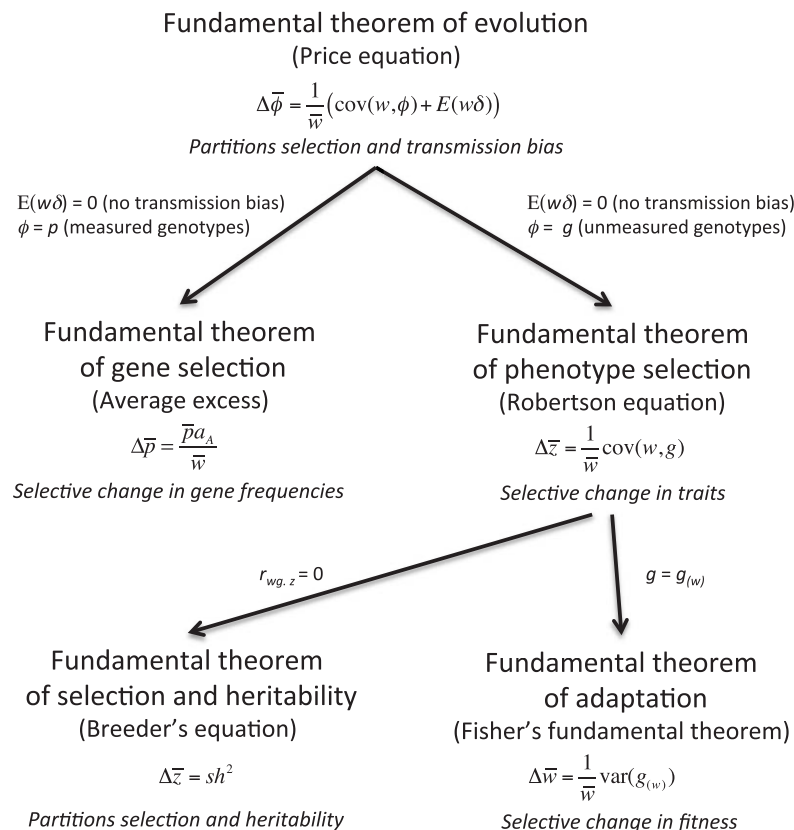 Fundamental theorem of evolution
(Price equation)
Δϕ̅ = 1/w̅ (cov(w,ϕ) + E(wδ))
Partitions selection and transmission bias
E(wδ) = 0 (no transmission bias)
ϕ = p (measured genotypes)
E(wδ) = 0 (no transmission bias)
ϕ = g (unmeasured genotypes)
Fundamental theorem
of gene selection
(Average excess)
Δp̅ = p̅a_A/w̅
Selective change in gene frequencies
Fundamental theorem
of phenotype selection
(Robertson equation)
Δz̅ = 1/w̅ cov(w,g)
Selective change in traits
r_wg. z = 0
g = g_(w)
Fundamental theorem
of selection and heritability
(Breeder’s equation)
Δz̅ = sh²
Partitions selection and heritability
Fundamental theorem
of adaptation
(Fisher’s fundamental theorem)
Δw̅ = 1/w̅ var(g_(w))
Selective change in fitness